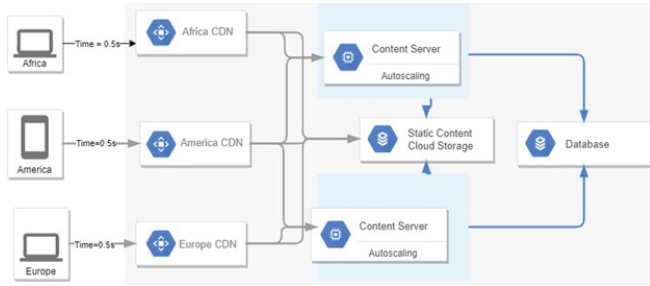 Africa
Time = 0.5s
Africa CDN
Content Server
Autoscaling
America
Time=0.5s
America CDN
Static Content
Cloud Storage
Database
Europe
Time=0.5s
Europe CDN
Content Server
Autoscaling